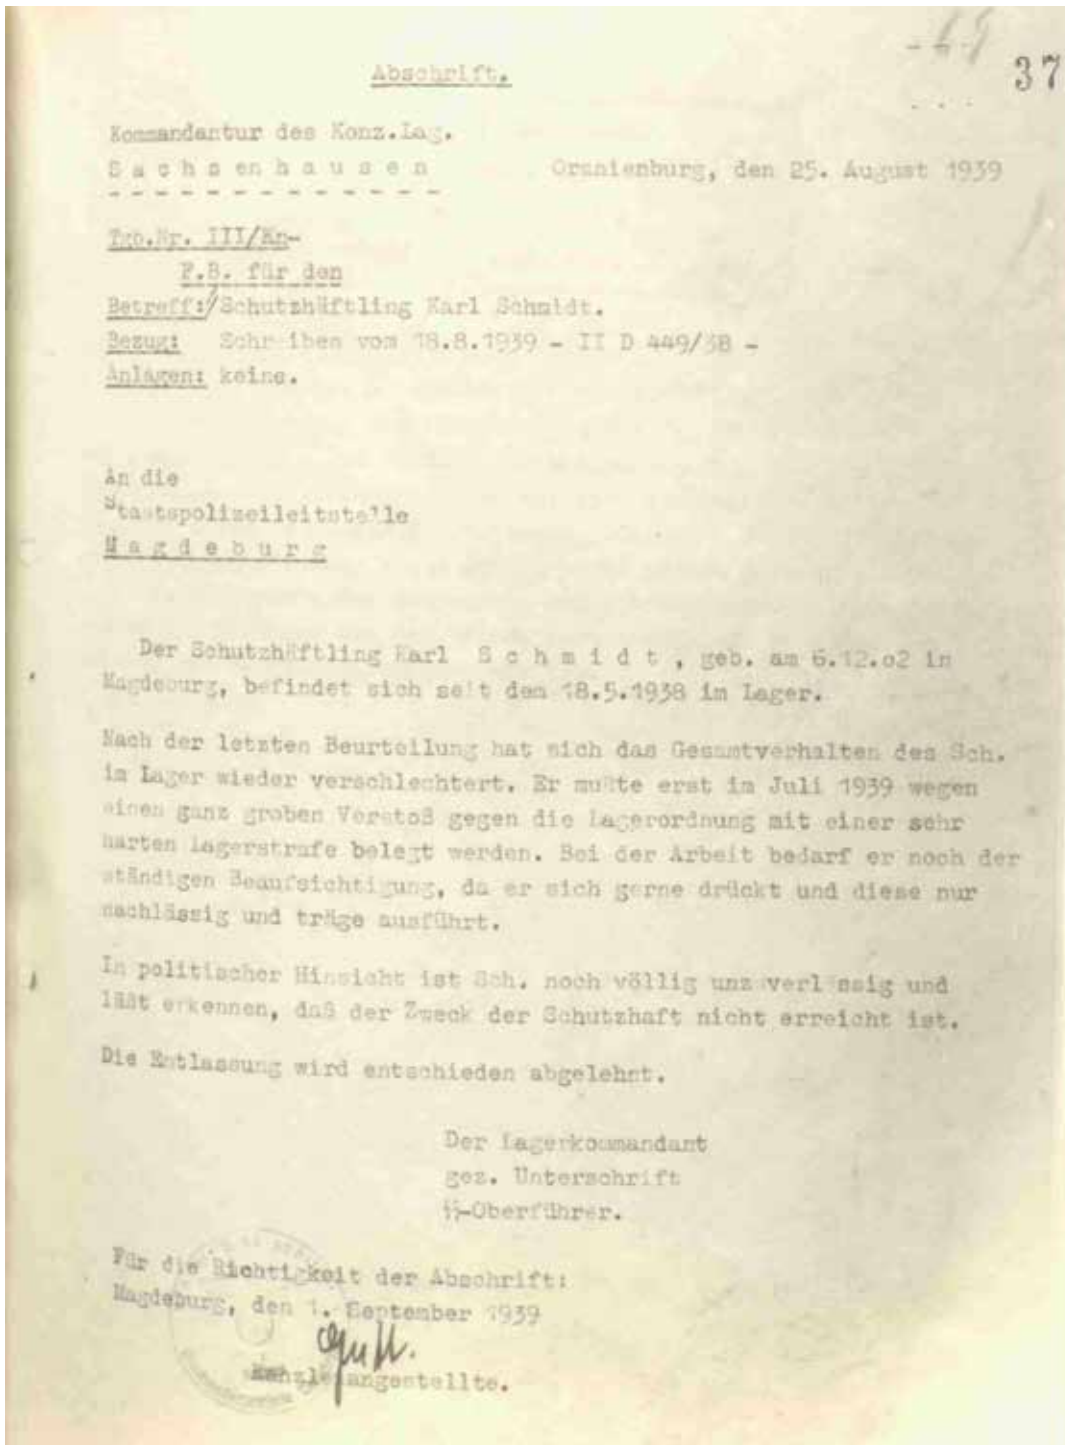 37
Abschrift.
Kommandantur des Konz.Lag.
S a c h s e n h a u s e n Oranienburg, den 25. August 1939
Tgb.Nr. III/Kn-
F.B. für den
Betreff:/Schutzhäftling Karl Schmidt.
Bezug: Schreiben vom 18.8.1939 - II D 449/38 -
Anlagen: keine.
An die
Staatspolizeileitstelle
M a g d e b u r g
Der Schutzhäftling Karl S c h m i d t , geb. am 6.12.o2 in
Magdeburg, befindet sich seit dem 18.5.1938 im Lager.
Nach der letzten Beurteilung hat sich das Gesamtverhalten des Sch.
im Lager wieder verschlechtert. Er mußte erst im Juli 1939 wegen
einen ganz groben Verstoß gegen die Lagerordnung mit einer sehr
harten Lagerstrafe belegt werden. Bei der Arbeit bedarf er noch der
ständigen Beaufsichtigung, da er sich gerne drückt und diese nur
nachlässig und träge ausführt.
In politischer Hinsicht ist Sch. noch völlig unzuverlässig und
läßt erkennen, daß der Zweck der Schutzhaft nicht erreicht ist.
Die Entlassung wird entschieden abgelehnt.
Der Lagerkommandant
gez. Unterschrift
SS-Oberführer.
Für die Richtigkeit der Abschrift:
Magdeburg, den 1. September 1939
Kanzleiangestellte.